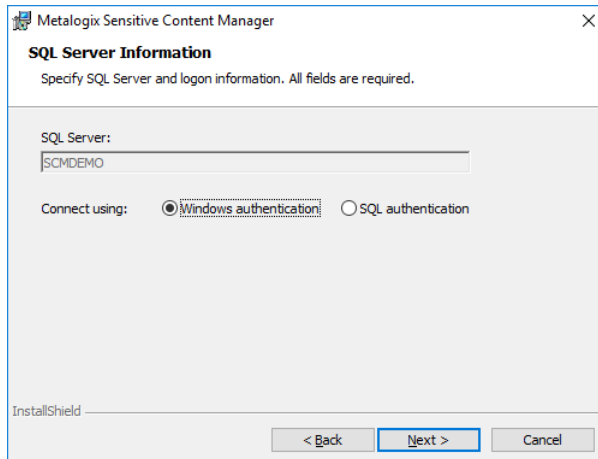 Metalogix Sensitive Content Manager
SQL Server Information
Specify SQL Server and logon information. All fields are required.
SQL Server:
SCMDEMO
Connect using: Windows authentication SQL authentication
InstallShield
< Back Next > Cancel